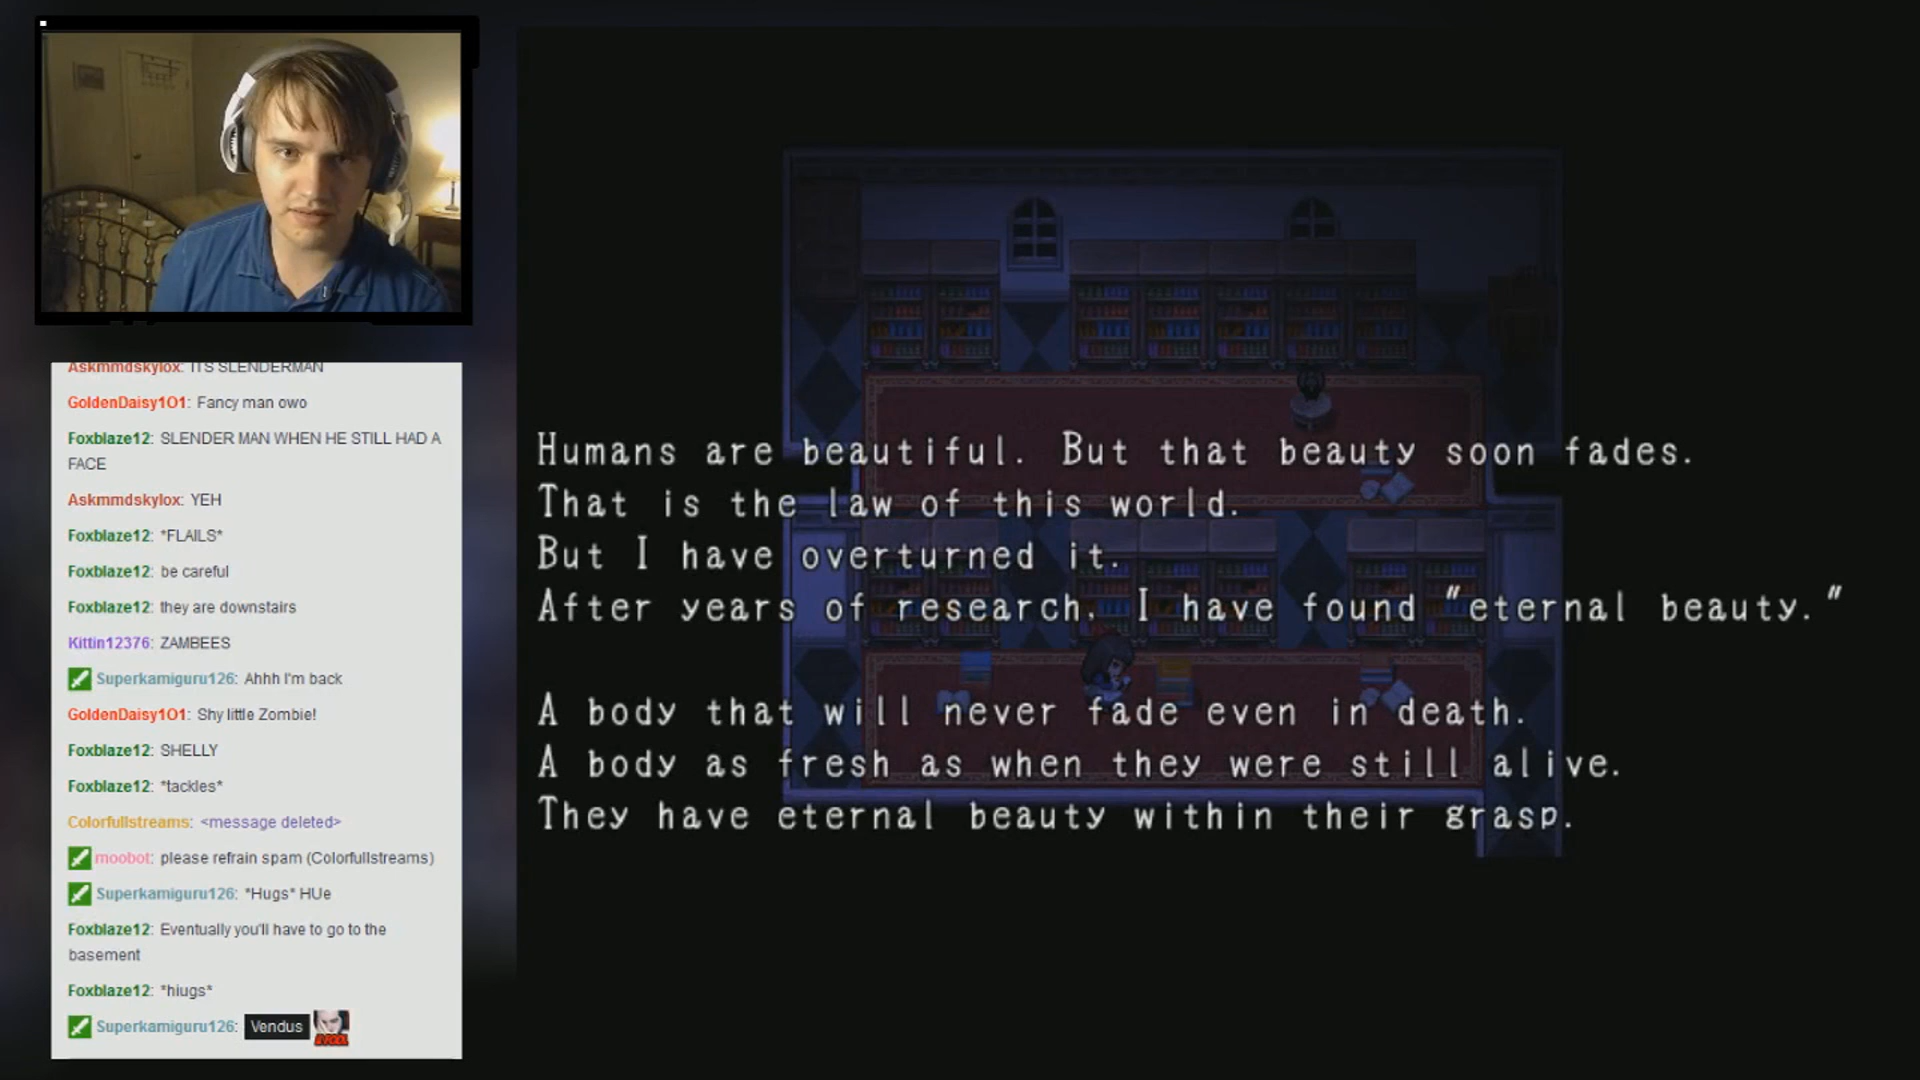 Askmmdskylox: ITS SLENDERMAN
GoldenDaisy1O1: Fancy man owo
Foxblaze12: SLENDER MAN WHEN HE STILL HAD A
FACE
Askmmdskylox: YEH
Foxblaze12: *FLAILS*
Foxblaze12: be careful
Foxblaze12: they are downstairs
Kittin12376: ZAMBEES
Superkamiguru126: Ahhh I'm back
GoldenDaisy1O1: Shy little Zombie!
Foxblaze12: SHELLY
Foxblaze12: *tackles*
Colorfullstreams: <message deleted>
moobot: please refrain spam (Colorfullstreams)
Superkamiguru126: *Hugs* HUe
Foxblaze12: Eventually you'll have to go to the
basement
Foxblaze12: *hiugs*
Superkamiguru126: Vendus
Humans are beautiful. But that beauty soon fades.
That is the law of this world.
But I have overturned it.
After years of research, I have found "eternal beauty."
A body that will never fade even in death.
A body as fresh as when they were still alive.
They have eternal beauty within their grasp.